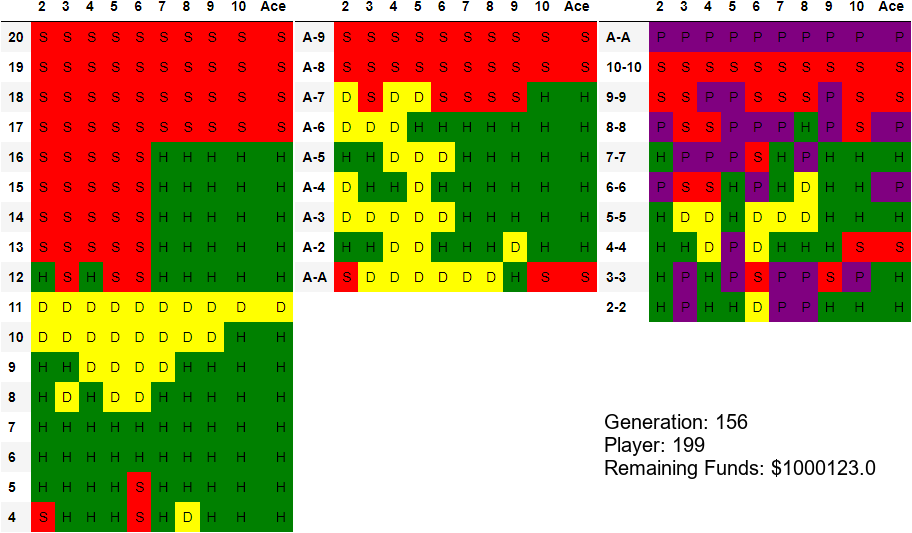 2 3 4 5 6 7 8 9 10 Ace
20 S S S S S S S S S S
19 S S S S S S S S S S
18 S S S S S S S S S S
17 S S S S S S S S S S
16 S S S S S H H H H H
15 S S S S S H H H H H
14 S S S S S H H H H H
13 S S S S S H H H H H
12 H S H S S H H H H H
11 D D D D D D D D D D
10 D D D D D D D D H H
9 H H D D D D H H H H
8 H D H D D H H H H H
7 H H H H H H H H H H
6 H H H H H H H H H H
5 H H H H S H H H H H
4 S H H H S H D H H H
2 3 4 5 6 7 8 9 10 Ace
A-9 S S S S S S S S S S
A-8 S S S S S S S S S S
A-7 D S D D S S S S H H
A-6 D D D H H H H H H H
A-5 H H D D D H H H H H
A-4 D H H D H H H H H H
A-3 D D D D D H H H H H
A-2 H H D D H H H D H H
A-A S D D D D D D H S S
2 3 4 5 6 7 8 9 10 Ace
A-A P P P P P P P P P P
10-10 S S S S S S S S S S
9-9 S S P P S S S P S S
8-8 P S S P P P H P S P
7-7 H P P P S H P H H H
6-6 P S S H P H D H H P
5-5 H D D H D D D H H H
4-4 H H D P D H H H S S
3-3 H P H P S P P S P H
2-2 H P H H D P P H H H
Generation: 156
Player: 199
Remaining Funds: $1000123.0